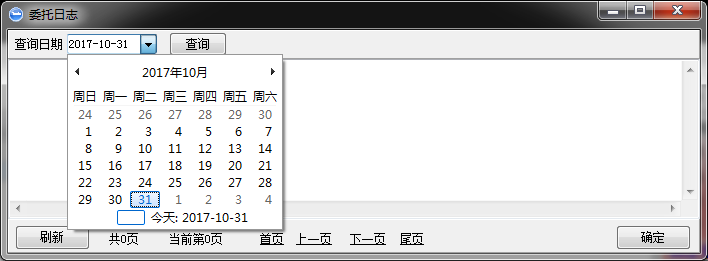 委托日志
查询日期 2017-10-31 查询
2017年10月
周日 周一 周二 周三 周四 周五 周六
24 25 26 27 28 29 30
1 2 3 4 5 6 7
8 9 10 11 12 13 14
15 16 17 18 19 20 21
22 23 24 25 26 27 28
29 30 31 1 2 3 4
今天: 2017-10-31
刷新 共0页 当前第0页 首页 上一页 下一页 尾页 确定